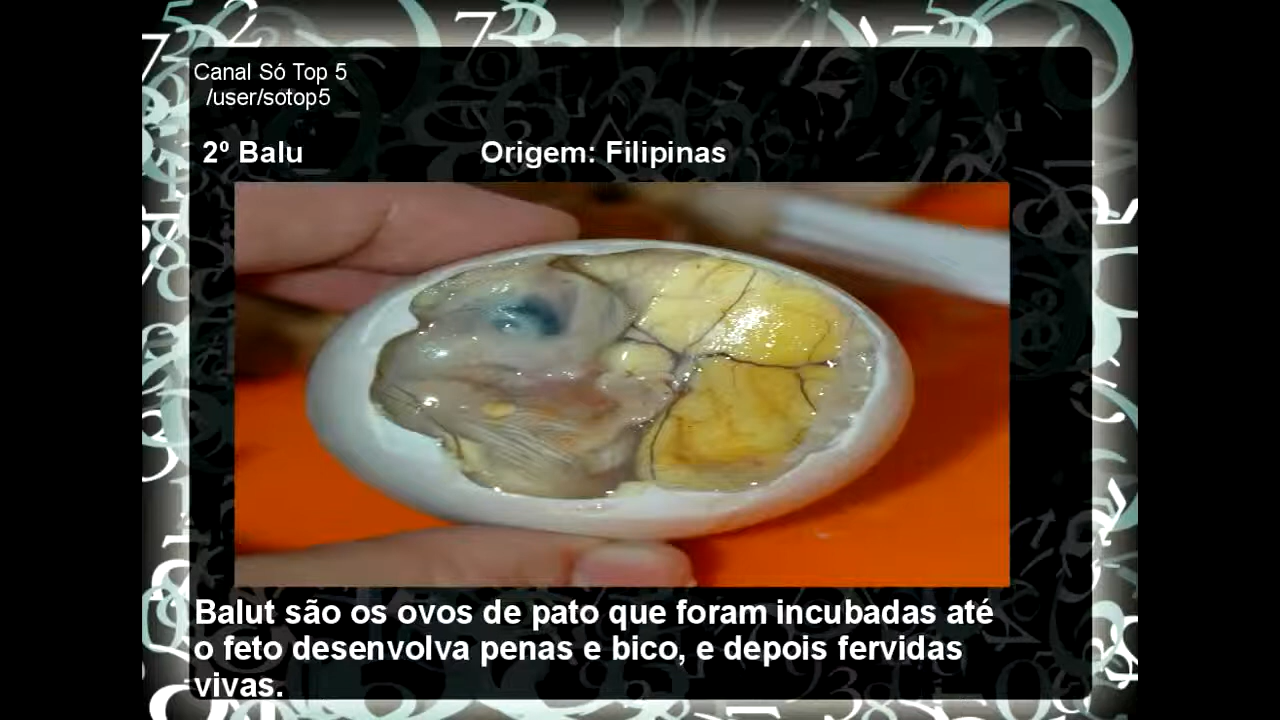 Canal Só Top 5
/user/sotop5
2º Balu
Origem: Filipinas
Balut são os ovos de pato que foram incubadas até
o feto desenvolva penas e bico, e depois fervidas
vivas.